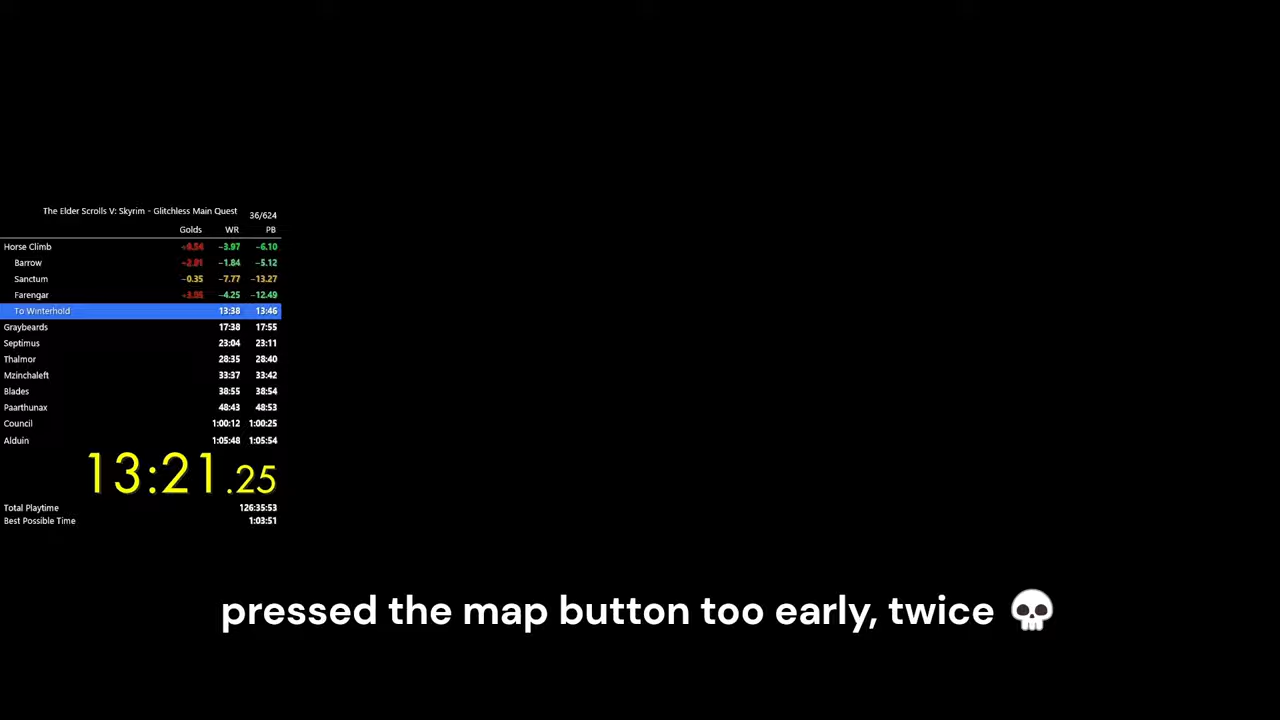 The Elder Scrolls V: Skyrim - Glitchless Main Quest 36/624
Golds WR PB
Horse Climb −3.97 −6.10
Barrow −1.84 −5.12
Sanctum −0.35 −7.77 −13.27
Farengar −4.25 −12.49
To Winterhold 13:38 13:46
Graybeards 17:38 17:55
Septimus 23:04 23:11
Thalmor 28:35 28:40
Mzinchaleft 33:37 33:42
Blades 38:55 38:54
Paarthunax 48:43 48:53
Council 1:00:12 1:00:25
Alduin 1:05:48 1:05:54
13:21.25
Total Playtime 126:35:53
Best Possible Time 1:03:51
pressed the map button too early, twice 💀